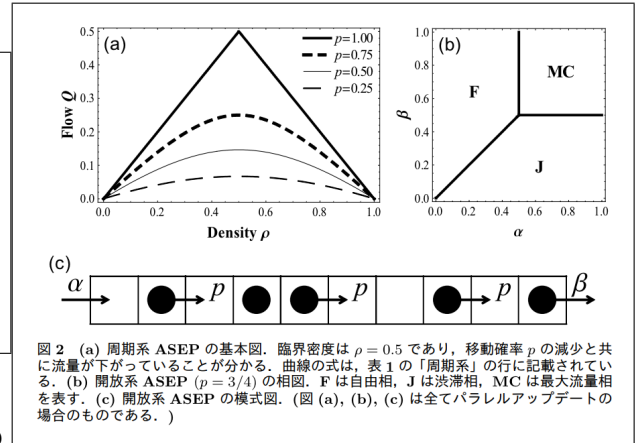 (a)
p=1.00
p=0.75
p=0.50
p=0.25
Flow Q
0.5
0.4
0.3
0.2
0.1
0.0
0.0 0.2 0.4 0.6 0.8 1.0
Density ρ
(b)
F
MC
J
β
1.0
0.8
0.6
0.4
0.2
0.0
0.0 0.2 0.4 0.6 0.8 1.0
α
(c)
α p p p β
図 2 (a) 周期系 ASEP の基本図．臨界密度は ρ = 0.5 であり，移動確率 p の減少と共
に流量が下がっていることが分かる．曲線の式は，表 1 の「周期系」の行に記載されてい
る．(b) 開放系 ASEP (p = 3/4) の相図．F は自由相，J は渋滞相，MC は最大流量相
を表す．(c) 開放系 ASEP の模式図．(図 (a), (b), (c) は全てパラレルアップデートの
場合のものである．)